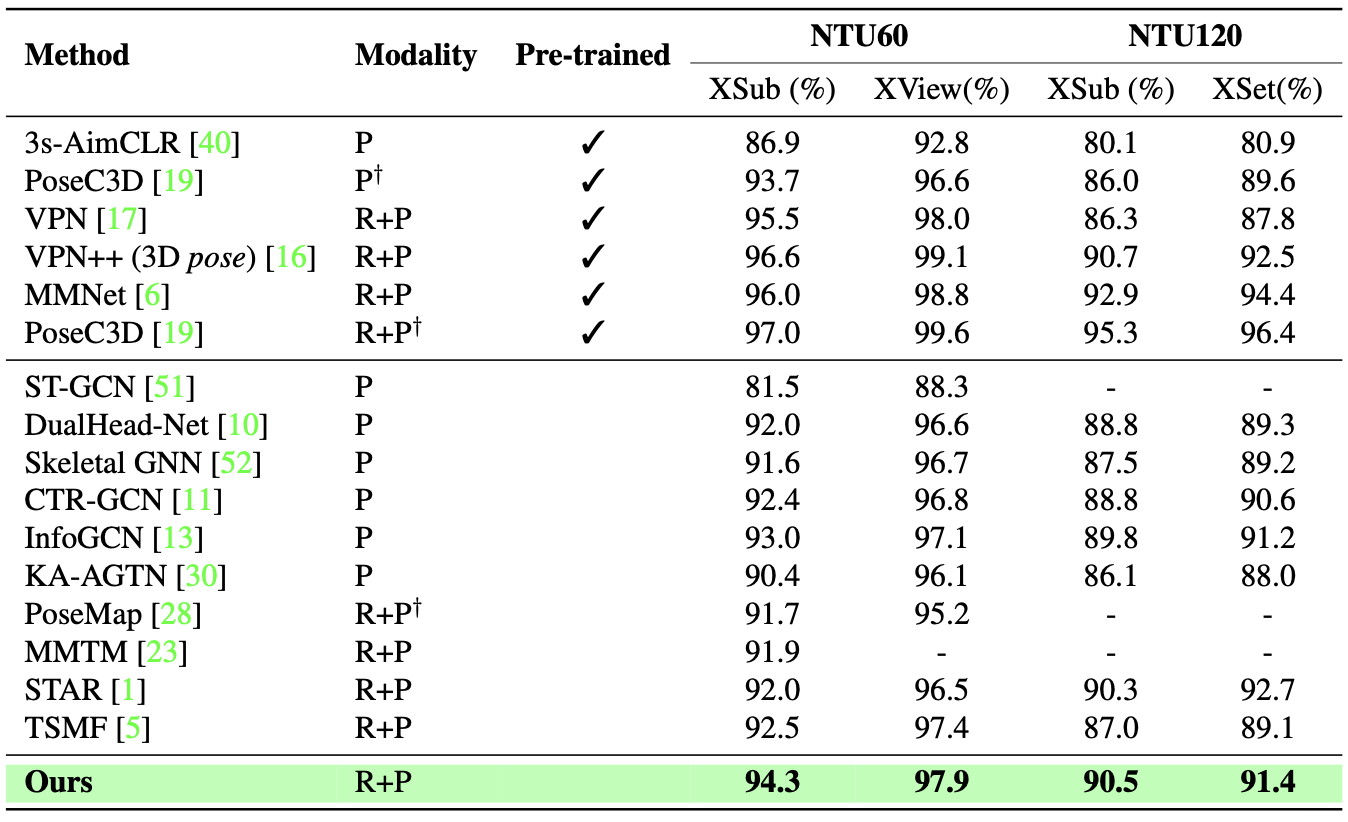 Method Modality Pre-trained NTU60 NTU120
XSub (%) XView(%) XSub (%) XSet(%)
3s-AimCLR [40] P ✓ 86.9 92.8 80.1 80.9
PoseC3D [19] P† ✓ 93.7 96.6 86.0 89.6
VPN [17] R+P ✓ 95.5 98.0 86.3 87.8
VPN++ (3D pose) [16] R+P ✓ 96.6 99.1 90.7 92.5
MMNet [6] R+P ✓ 96.0 98.8 92.9 94.4
PoseC3D [19] R+P† ✓ 97.0 99.6 95.3 96.4
ST-GCN [51] P 81.5 88.3 - -
DualHead-Net [10] P 92.0 96.6 88.8 89.3
Skeletal GNN [52] P 91.6 96.7 87.5 89.2
CTR-GCN [11] P 92.4 96.8 88.8 90.6
InfoGCN [13] P 93.0 97.1 89.8 91.2
KA-AGTN [30] P 90.4 96.1 86.1 88.0
PoseMap [28] R+P† 91.7 95.2 - -
MMTM [23] R+P 91.9 - - -
STAR [1] R+P 92.0 96.5 90.3 92.7
TSMF [5] R+P 92.5 97.4 87.0 89.1
Ours R+P 94.3 97.9 90.5 91.4